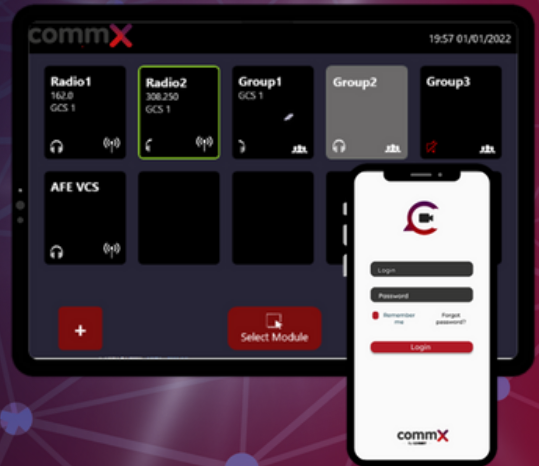 commX
19:57 01/01/2022
Radio1
162.0
GCS 1
Radio2
308.250
GCS 1
Group1
GCS 1
Group2
Group3
AFE VCS
+
Select Module
Login
Password
Remember me
Forgot password?
Login
commX